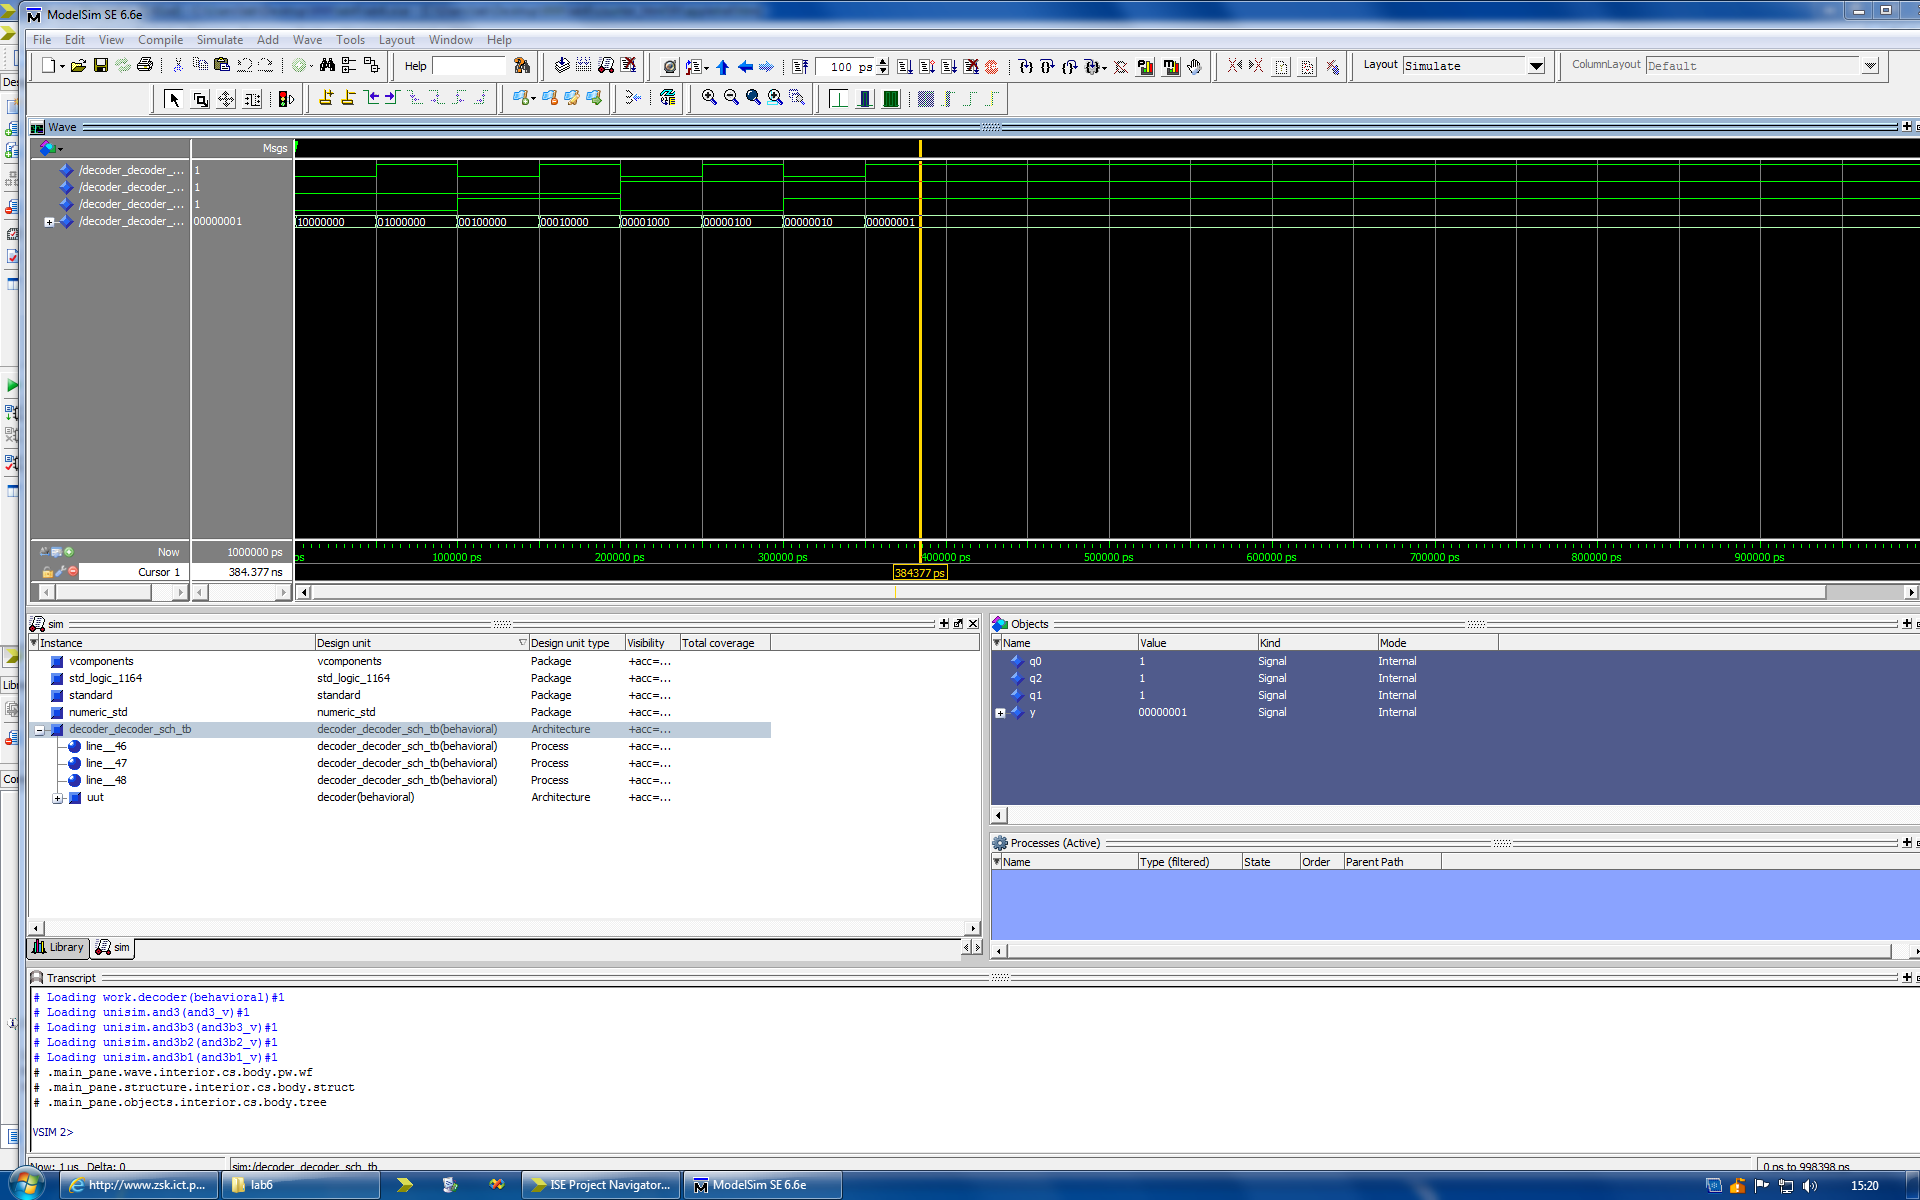 ModelSim SE 6.6e
File Edit View Compile Simulate Add Wave Tools Layout Window Help
Help 100 ps Layout Simulate ColumnLayout Default
Wave
Msgs
/decoder_decoder_... 1
/decoder_decoder_... 1
/decoder_decoder_... 1
/decoder_decoder_... 00000001 10000000 01000000 00100000 00010000 00001000 00000100 00000010 00000001
Now 1000000 ps ps 100000 ps 200000 ps 300000 ps 400000 ps 500000 ps 600000 ps 700000 ps 800000 ps 900000 ps
Cursor 1 384.377 ns 384377 ps
sim
Instance Design unit Design unit type Visibility Total coverage
vcomponents vcomponents Package +acc=...
std_logic_1164 std_logic_1164 Package +acc=...
standard standard Package +acc=...
numeric_std numeric_std Package +acc=...
decoder_decoder_sch_tb decoder_decoder_sch_tb(behavioral) Architecture +acc=...
line__46 decoder_decoder_sch_tb(behavioral) Process +acc=...
line__47 decoder_decoder_sch_tb(behavioral) Process +acc=...
line__48 decoder_decoder_sch_tb(behavioral) Process +acc=...
uut decoder(behavioral) Architecture +acc=...
Library sim
Objects
Name Value Kind Mode
q0 1 Signal Internal
q2 1 Signal Internal
q1 1 Signal Internal
y 00000001 Signal Internal
Processes (Active)
Name Type (filtered) State Order Parent Path
Transcript
# Loading work.decoder(behavioral)#1
# Loading unisim.and3(and3_v)#1
# Loading unisim.and3b3(and3b3_v)#1
# Loading unisim.and3b2(and3b2_v)#1
# Loading unisim.and3b1(and3b1_v)#1
# .main_pane.wave.interior.cs.body.pw.wf
# .main_pane.structure.interior.cs.body.struct
# .main_pane.objects.interior.cs.body.tree
VSIM 2>
Now: 1 us Delta: 0 sim:/decoder_decoder_sch_tb 0 ps to 998398 ps
http://www.zsk.ict.p... lab6 ISE Project Navigator... ModelSim SE 6.6e 15:20